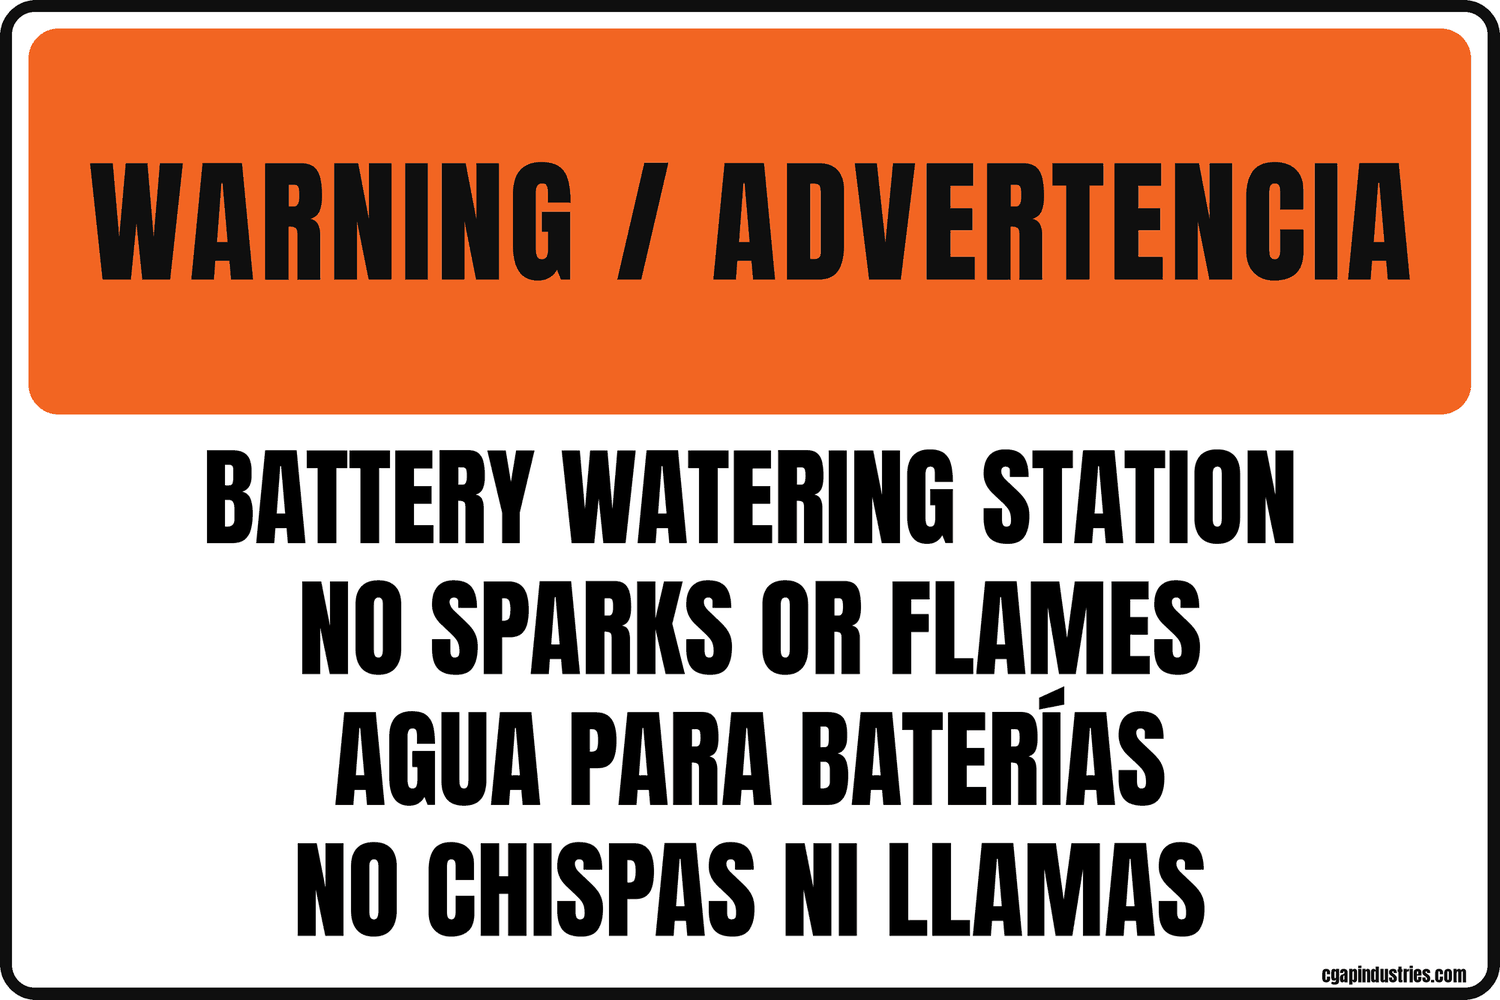 WARNING / ADVERTENCIA
BATTERY WATERING STATION
NO SPARKS OR FLAMES
AGUA PARA BATERÍAS
NO CHISPAS NI LLAMAS
cgapindustries.com